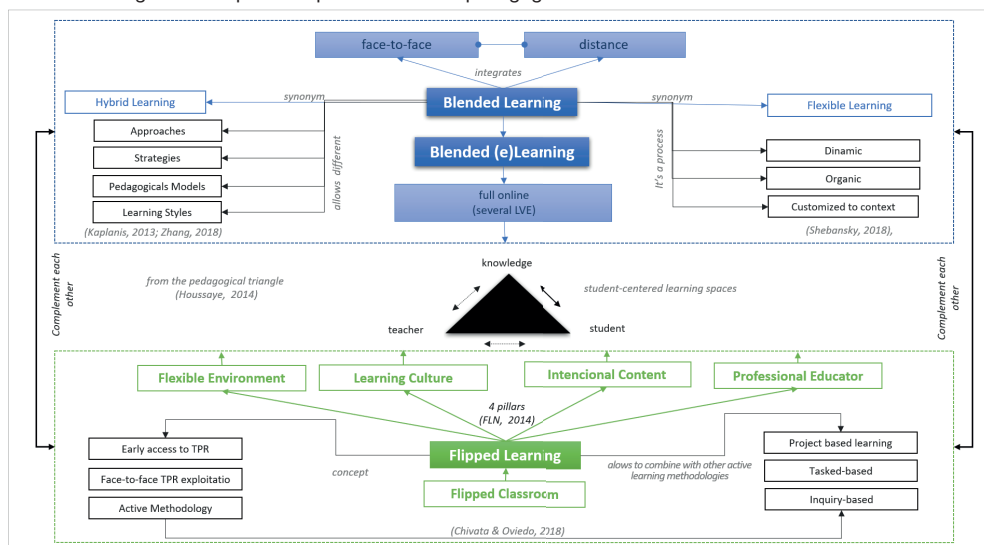 face-to-face
distance
integrates
Hybrid Learning
synonym
Blended Learning
synonym
Flexible Learning
Approaches
Strategies
Pedagogicals Models
Learning Styles
(Kaplanis, 2013; Zhang, 2018)
allows different
Blended (e)Learning
full online
(several LVE)
It's a process
Dinamic
Organic
Customized to context
(Shebansky, 2018),
Complement each
other
Complement each
other
from the pedagogical triangle
(Houssaye, 2014)
knowledge
student-centered learning spaces
teacher
student
Flexible Environment
Learning Culture
Intencional Content
Professional Educator
4 pillars
(FLN, 2014)
Early access to TPR
Face-to-face TPR exploitatio
Active Methodology
concept
Flipped Learning
Flipped Classroom
alows to combine with other active
learning methodologies
Project based learning
Tasked-based
Inquiry-based
(Chivata & Oviedo, 2018)